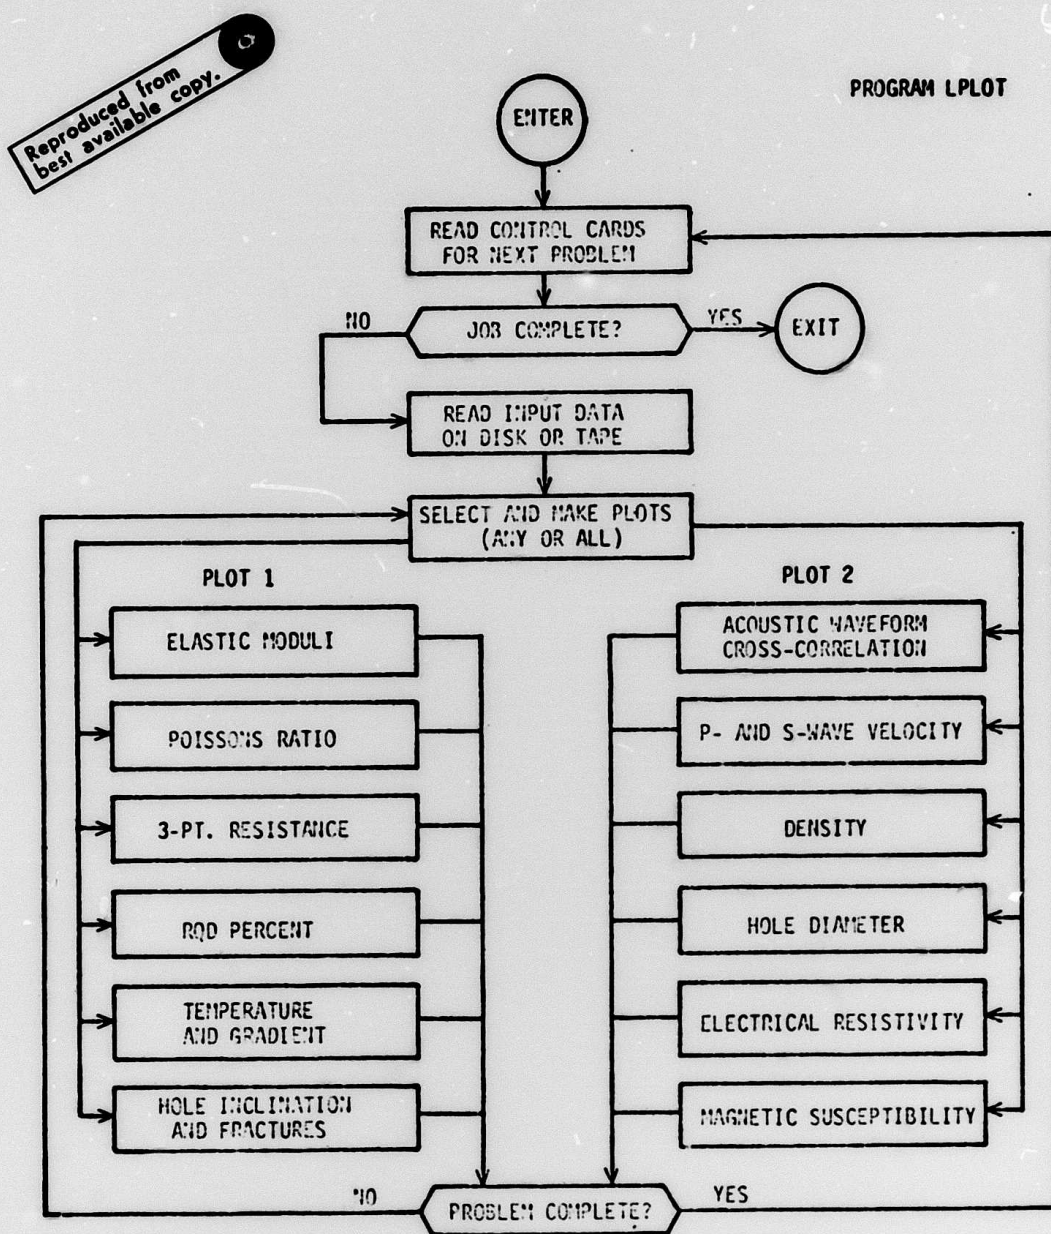 Reproduced from
best available copy.
PROGRAM LPLOT
ENTER
READ CONTROL CARDS
FOR NEXT PROBLEM
NO
JOB COMPLETE?
YES
EXIT
READ INPUT DATA
ON DISK OR TAPE
SELECT AND MAKE PLOTS
(ANY OR ALL)
PLOT 1
ELASTIC MODULI
POISSONS RATIO
3-PT. RESISTANCE
RQD PERCENT
TEMPERATURE
AND GRADIENT
HOLE INCLINATION
AND FRACTURES
PLOT 2
ACOUSTIC WAVEFORM
CROSS-CORRELATION
P- AND S-WAVE VELOCITY
DENSITY
HOLE DIAMETER
ELECTRICAL RESISTIVITY
MAGNETIC SUSCEPTIBILITY
NO
PROBLEM COMPLETE?
YES